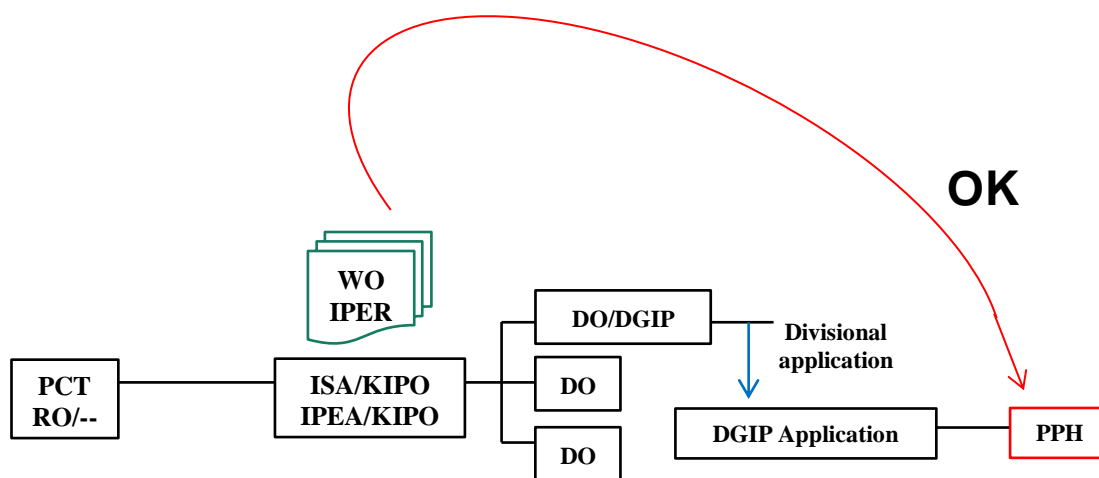 OK
WO
IPER
DO/DGIP
Divisional
application
PCT
RO/--
ISA/KIPO
IPEA/KIPO
DO
DGIP Application
PPH
DO